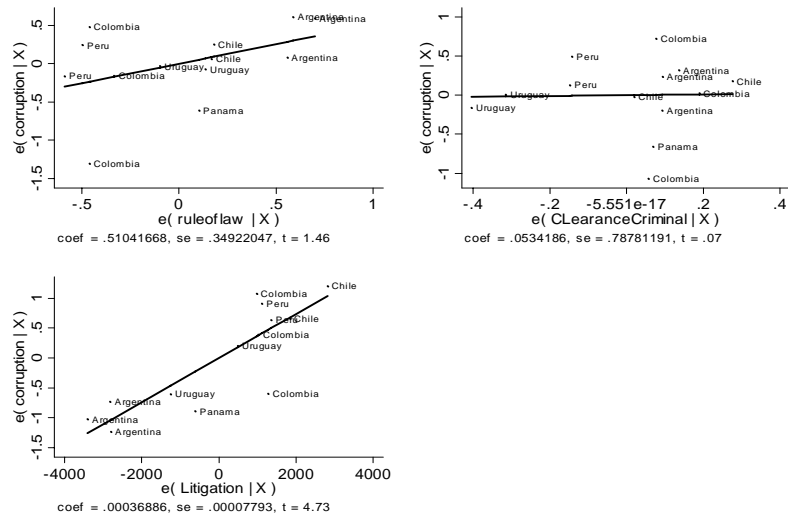 e( corruption | X )
.5
0
-.5
-1
-1.5
Colombia
Peru
Peru
Colombia
Uruguay
Chile
Chile
Uruguay
Argentina
Argentina
Argentina
Panama
Colombia
-.5 0 .5 1
e( ruleoflaw | X )
coef = .51041668, se = .34922047, t = 1.46
e( corruption | X )
1
.5
0
-.5
-1
Colombia
Peru
Argentina
Argentina
Peru
Chile
Uruguay
Chile
Colombia
Uruguay
Argentina
Panama
Colombia
-.4 -.2 -5.551e-17 .2 .4
e( CLearanceCriminal | X )
coef = .0534186, se = .78781191, t = .07
e( corruption | X )
1
.5
0
-.5
-1
-1.5
Chile
Colombia
Peru
Peru
Chile
Colombia
Uruguay
Uruguay
Colombia
Argentina
Panama
Argentina
Argentina
-4000 -2000 0 2000 4000
e( Litigation | X )
coef = .00036886, se = .00007793, t = 4.73